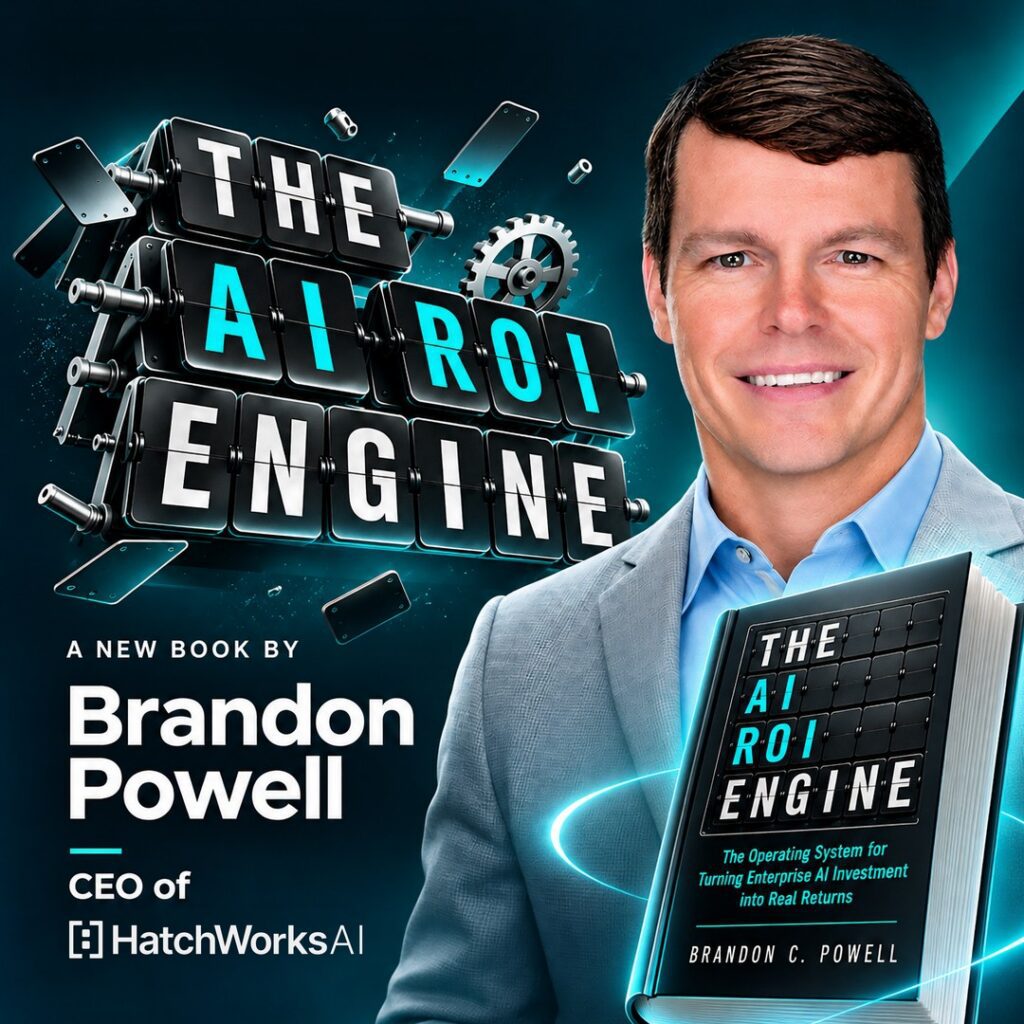 THE
AI ROI
ENGINE
A NEW BOOK BY
Brandon
Powell
CEO of
HatchWorksAI
THE
AI
ROI
ENGINE
The Operating System for
Turning Enterprise AI Investment
into Real Returns
BRANDON C. POWELL